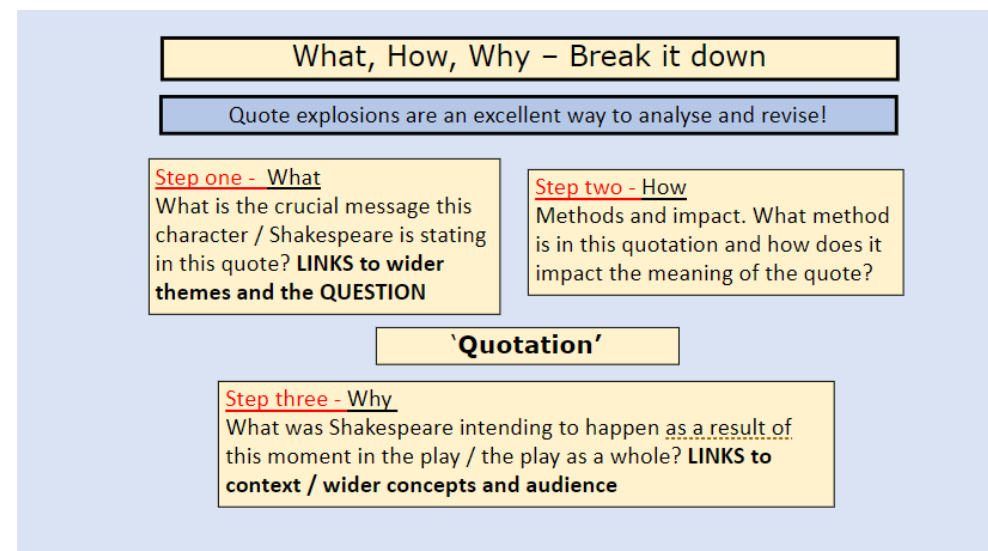 What, How, Why – Break it down
Quote explosions are an excellent way to analyse and revise!
Step one -  What
What is the crucial message this
character / Shakespeare is stating
in this quote? LINKS to wider
themes and the QUESTION
Step two - How
Methods and impact. What method
is in this quotation and how does it
impact the meaning of the quote?
‘Quotation’
Step three - Why
What was Shakespeare intending to happen as a result of
this moment in the play / the play as a whole? LINKS to
context / wider concepts and audience